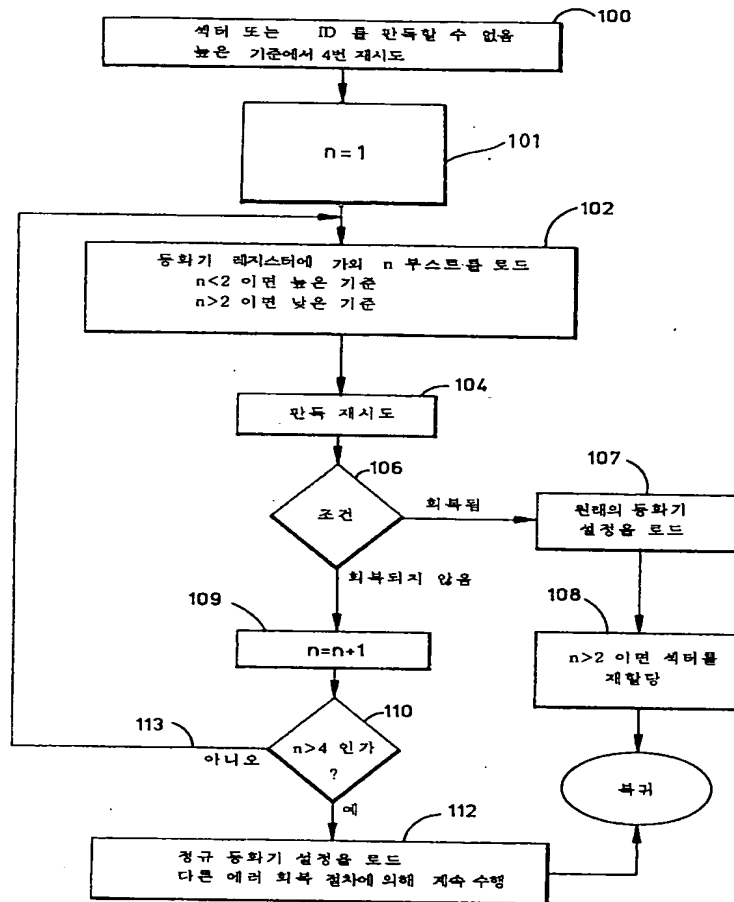 100
섹터 또는 ID 를 판독할 수 없음
높은 기준에서 4번 재시도
n=1
101
102
등화기 레지스터에 가외 n 부스트를 로드
n<2 이면 높은 기준
n>2 이면 낮은 기준
104
판독 재시도
106
조건
회복됨
107
원래의 등화기
설정을 로드
회복되지 않음
109
n=n+1
108
n>2 이면 섹터를
재할당
110
n>4 인가
?
113
아니오
예
복귀
112
정규 등화기 설정을 로드
다른 에러 회복 절차에 의해 계속 수행